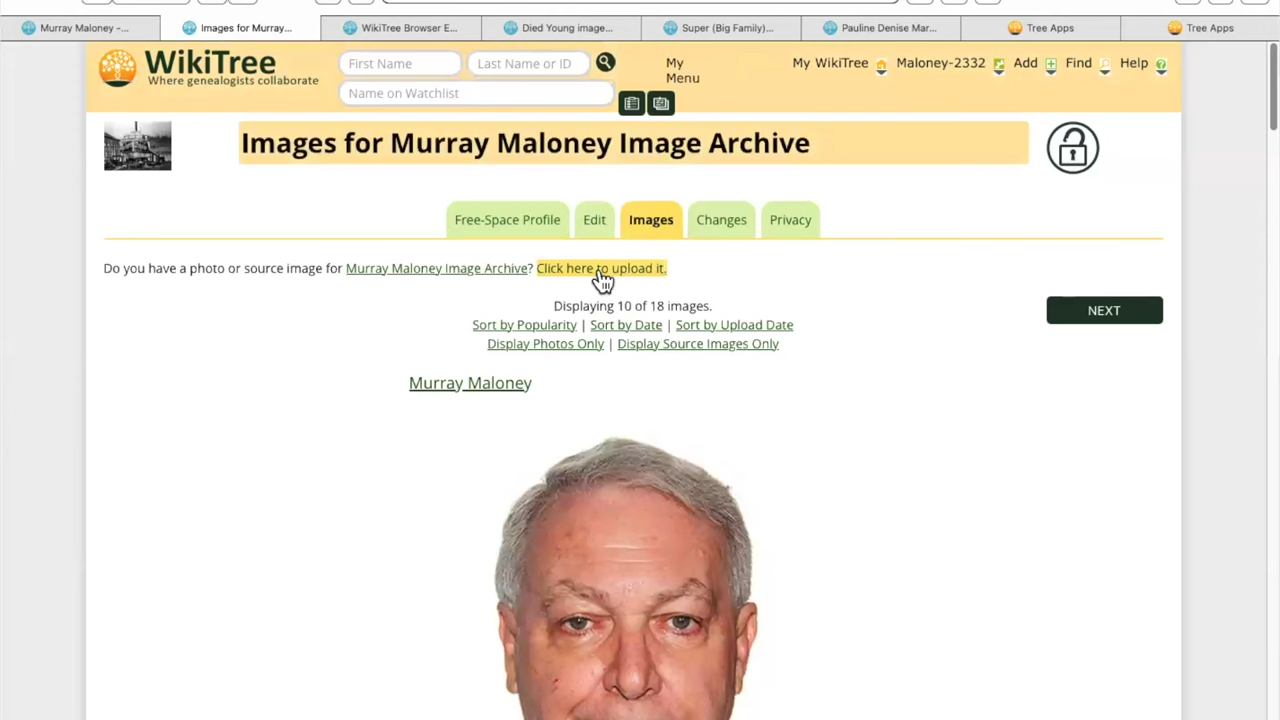 Murray Maloney -...
Images for Murray...
WikiTree Browser E...
Died Young image...
Super (Big Family)...
Pauline Denise Mar...
Tree Apps
Tree Apps
WikiTree
Where genealogists collaborate
First Name
Last Name or ID
Name on Watchlist
My
Menu
My WikiTree
Maloney-2332
Add
Find
Help
Images for Murray Maloney Image Archive
Free-Space Profile
Edit
Images
Changes
Privacy
Do you have a photo or source image for Murray Maloney Image Archive? Click here to upload it.
Displaying 10 of 18 images.
NEXT
Sort by Popularity | Sort by Date | Sort by Upload Date
Display Photos Only | Display Source Images Only
Murray Maloney